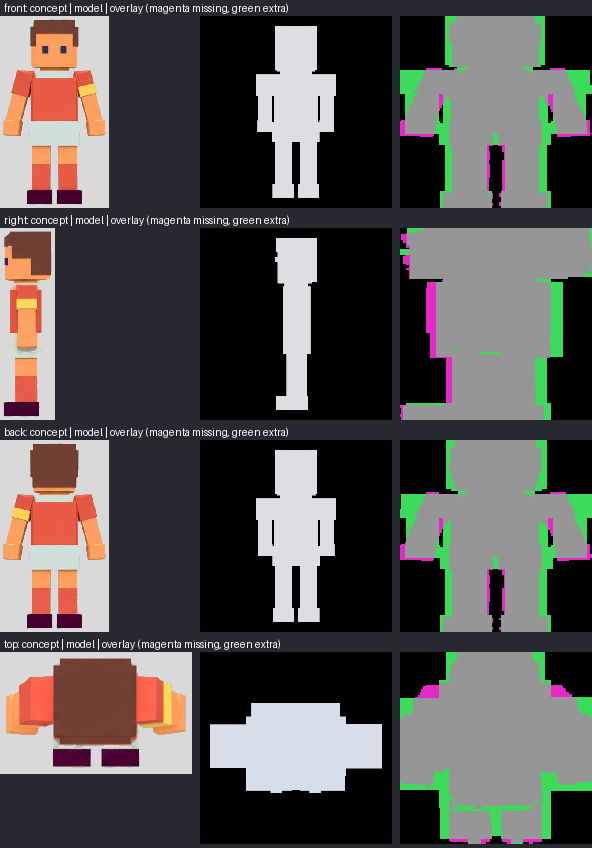 front: concept | model | overlay (magenta missing, green extra)
right: concept | model | overlay (magenta missing, green extra)
back: concept | model | overlay (magenta missing, green extra)
top: concept | model | overlay (magenta missing, green extra)